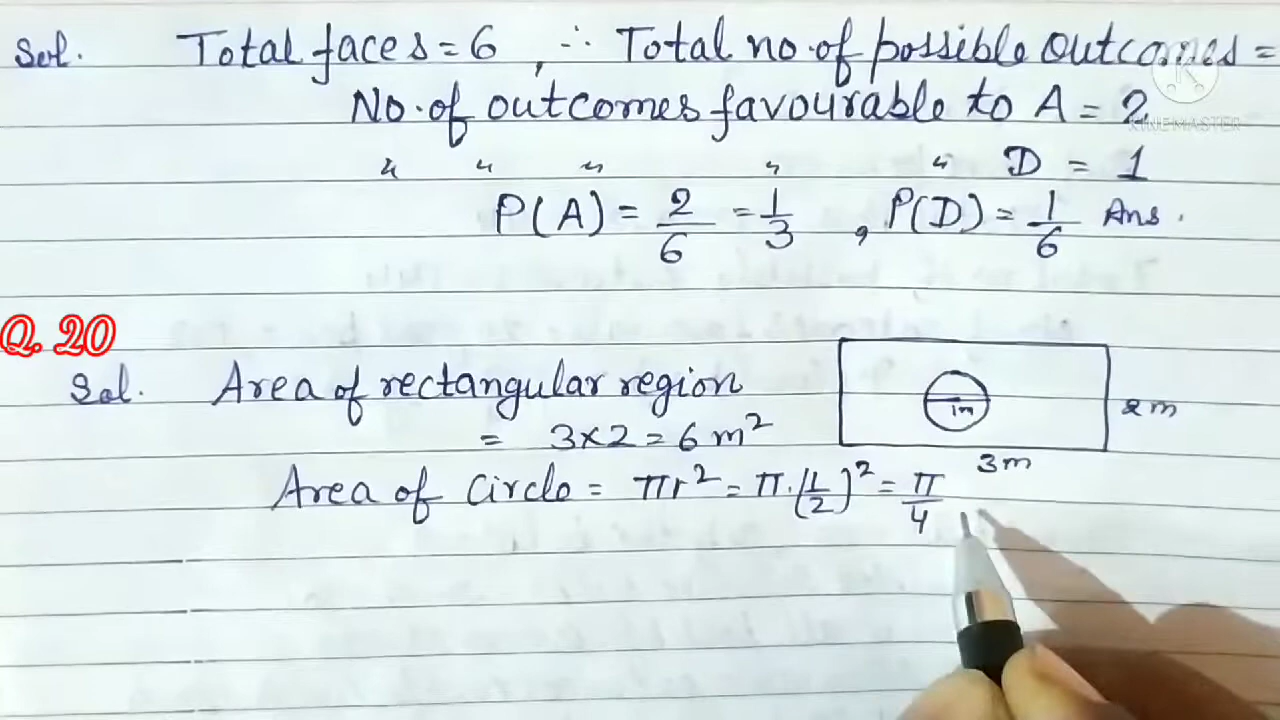 Sol. Total faces = 6, ∴ Total no. of possible outcomes =
No. of outcomes favourable to A = 2
KINEMASTER
" " " " " D = 1
P(A) = 2/6 = 1/3, P(D) = 1/6 Ans.
Q. 20
Sol. Area of rectangular region
= 3×2 = 6 m²
1m
2m
3m
Area of Circle = πr² = π·(1/2)² = π/4